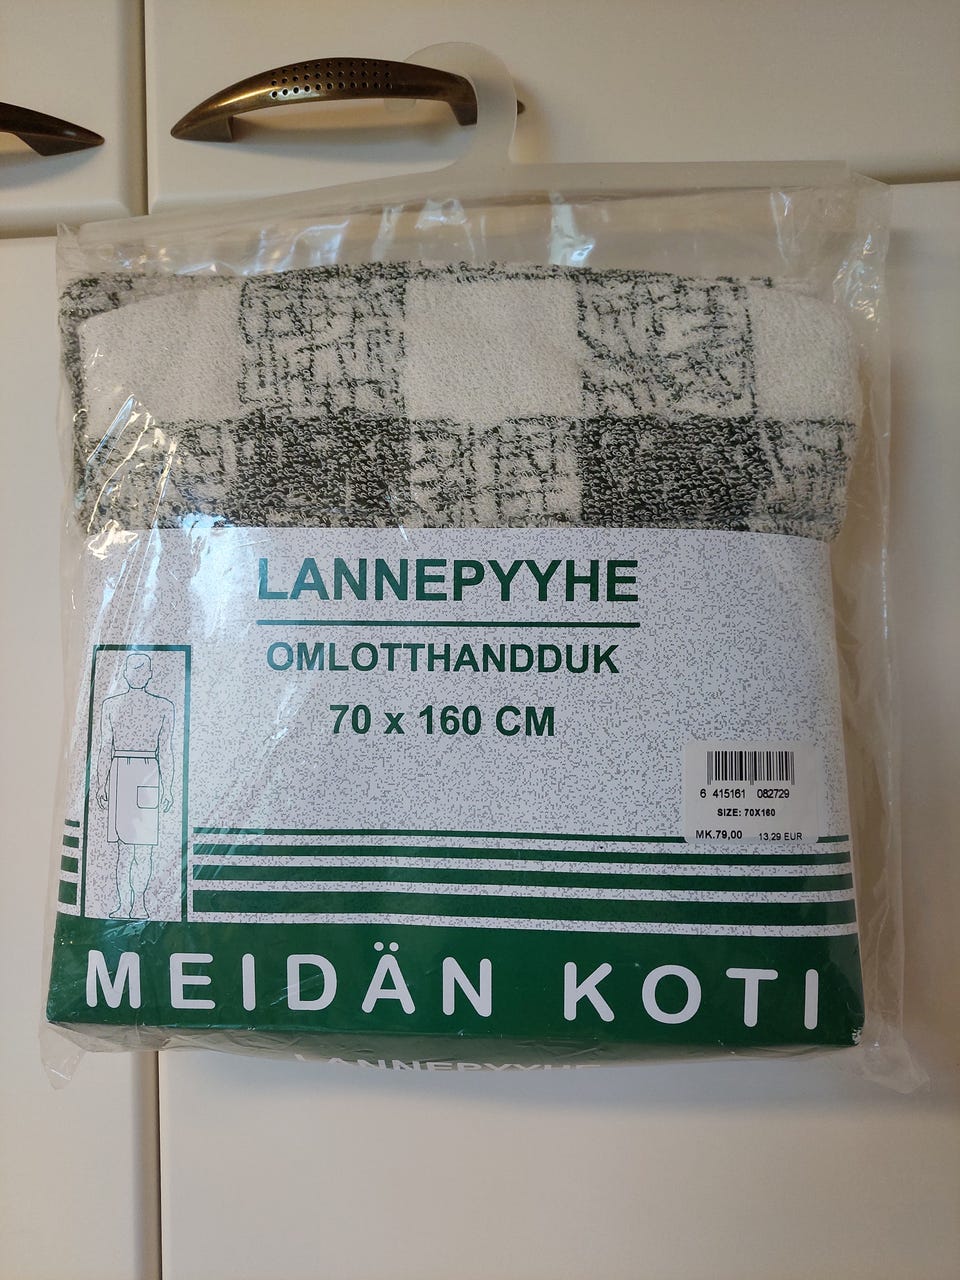 LANNEPYYHE
OMLOTTHANDDUK
70 x 160 CM
6 415161 082729
SIZE: 70X160
MK.79,00 13.29 EUR
MEIDÄN KOTI
LANNEPYYHE